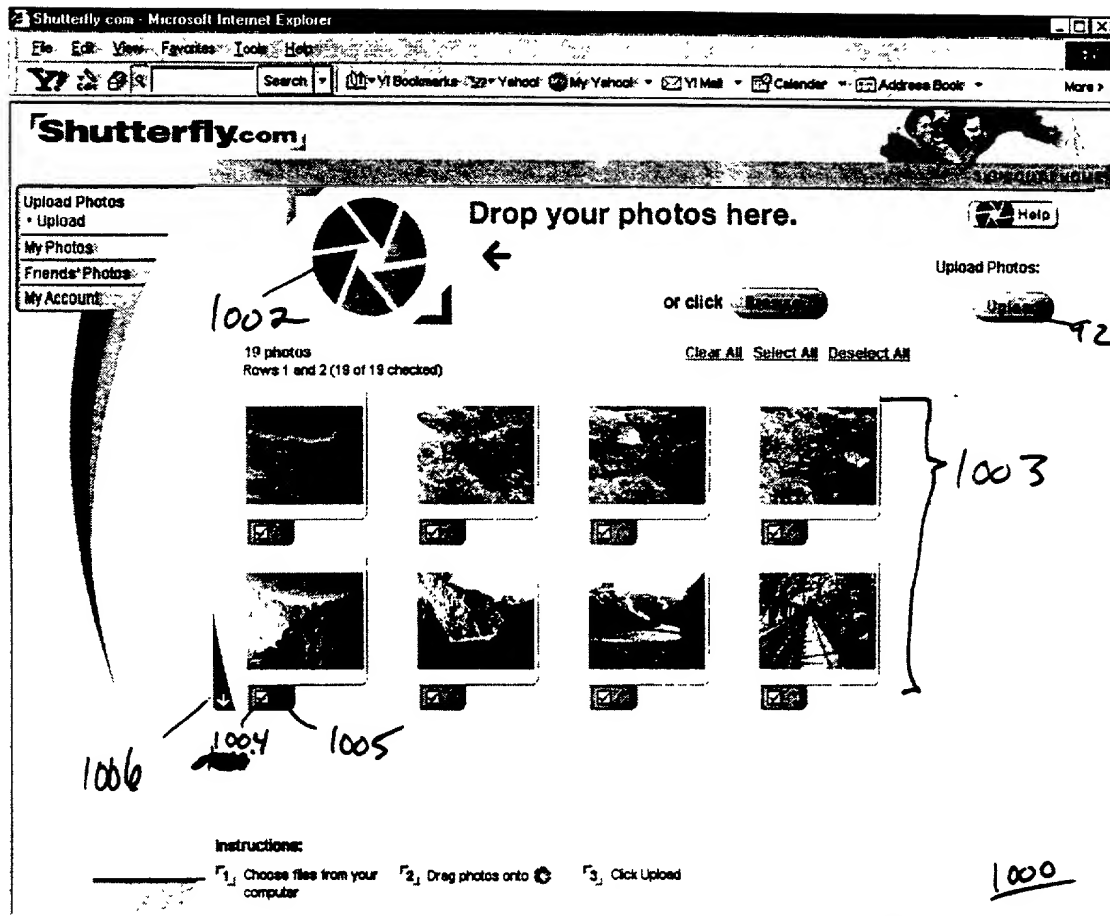 Shutterfly com - Microsoft Internet Explorer
File Edit View Favorites Tools Help
Y? Search Y! Bookmarks Yahoo! My Yahoo! Y! Mail Calendar Address Book More >
Shutterfly.com
Upload Photos
• Upload
My Photos
Friends' Photos
My Account
Drop your photos here.
Help
Upload Photos:
or click Browse
Upload
1002
92
19 photos
Rows 1 and 2 (19 of 19 checked)
Clear All Select All Deselect All
1003
1004
1005
1006
Instructions:
1 Choose files from your computer
2 Drag photos onto
3 Click Upload
1000